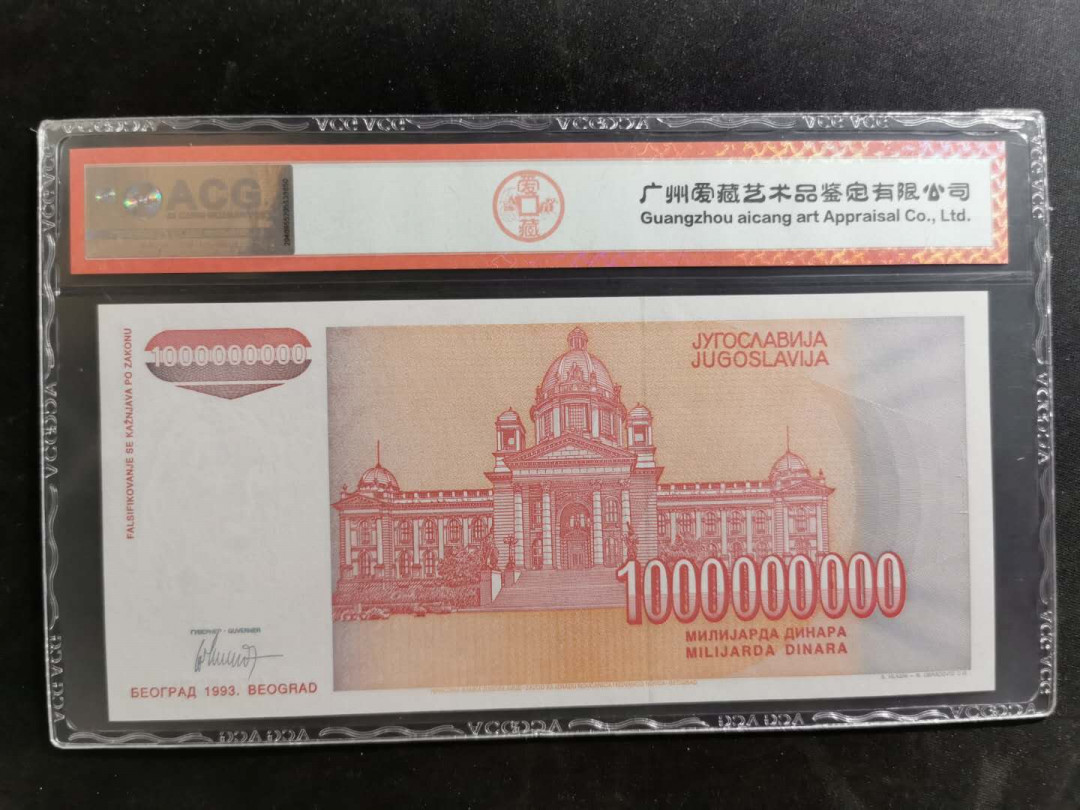 ACG
爱藏
广州爱藏艺术品鉴定有限公司
Guangzhou aicang art Appraisal Co., Ltd.
1000000000
FALSIFIKOVANJE SE KAŽNJAVA PO ZAKONU
ЈУГОСЛАВИЈА
JUGOSLAVIJA
1000000000
МИЛИЈАРДА ДИНАРА
MILIJARDA DINARA
ГУВЕРНЕР · GUVERNER
БЕОГРАД 1993. BEOGRAD